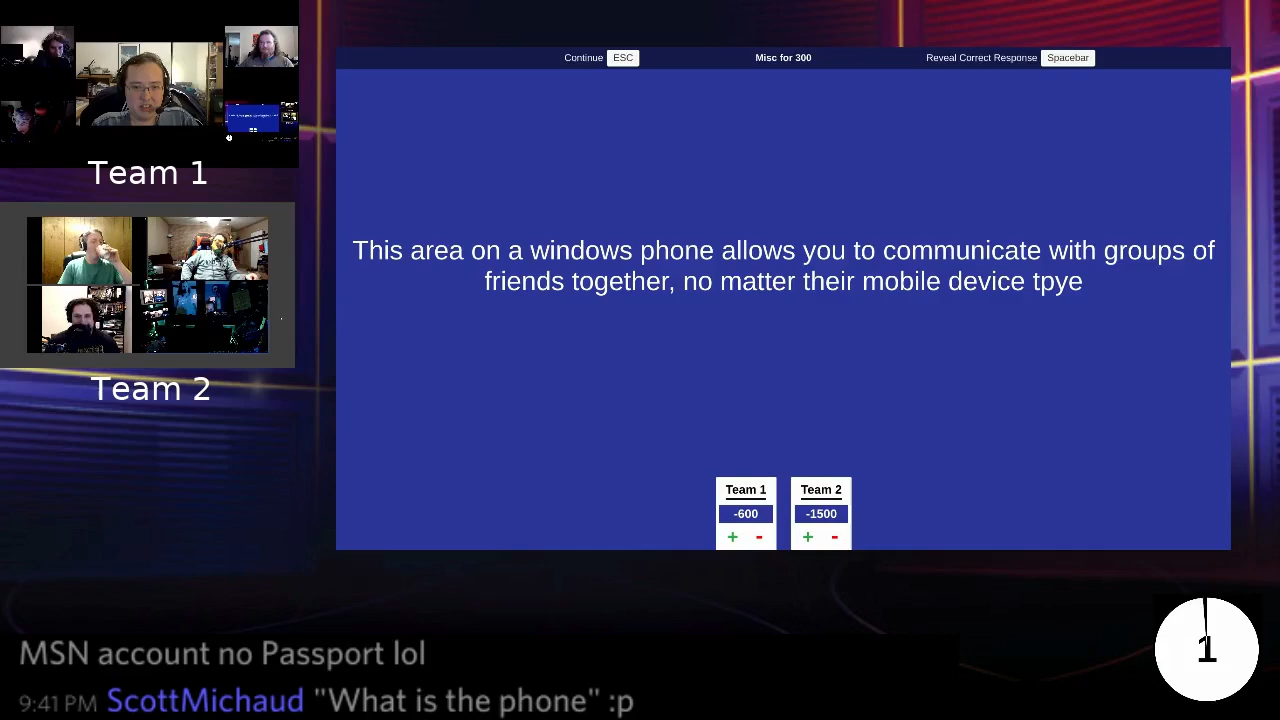 Continue ESC
Misc for 300
Reveal Correct Response Spacebar
Team 1
Team 2
This area on a windows phone allows you to communicate with groups of
friends together, no matter their mobile device tpye
Team 1
-600
+ -
Team 2
-1500
+ -
1
MSN account no Passport lol
9:41 PM ScottMichaud "What is the phone" :p